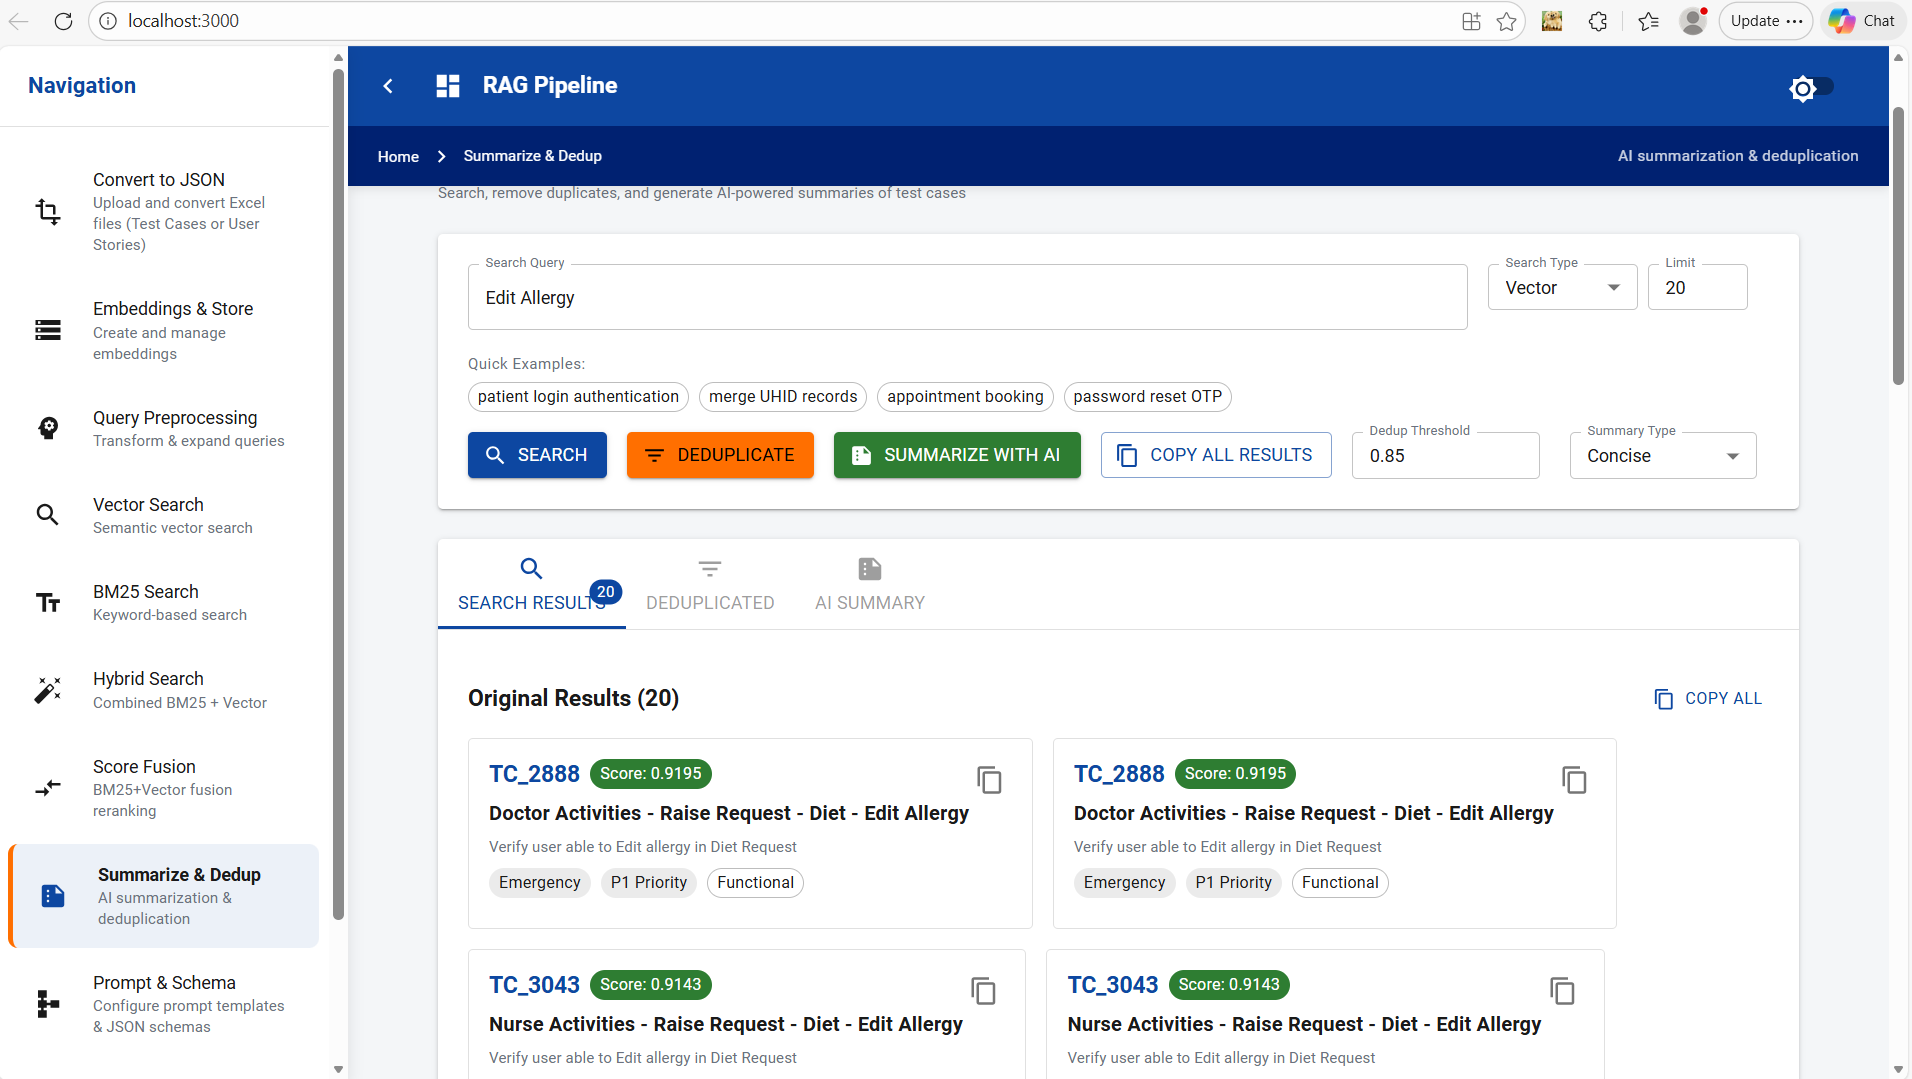 localhost:3000
Update
Chat
Navigation
Convert to JSON
Upload and convert Excel
files (Test Cases or User
Stories)
Embeddings & Store
Create and manage
embeddings
Query Preprocessing
Transform & expand queries
Vector Search
Semantic vector search
BM25 Search
Keyword-based search
Hybrid Search
Combined BM25 + Vector
Score Fusion
BM25+Vector fusion
reranking
Summarize & Dedup
AI summarization &
deduplication
Prompt & Schema
Configure prompt templates
& JSON schemas
RAG Pipeline
Home > Summarize & Dedup
AI summarization & deduplication
Search, remove duplicates, and generate AI-powered summaries of test cases
Search Query
Edit Allergy
Search Type
Vector
Limit
20
Quick Examples:
patient login authentication
merge UHID records
appointment booking
password reset OTP
SEARCH
DEDUPLICATE
SUMMARIZE WITH AI
COPY ALL RESULTS
Dedup Threshold
0.85
Summary Type
Concise
SEARCH RESULTS
20
DEDUPLICATED
AI SUMMARY
Original Results (20)
COPY ALL
TC_2888
Score: 0.9195
Doctor Activities - Raise Request - Diet - Edit Allergy
Verify user able to Edit allergy in Diet Request
Emergency
P1 Priority
Functional
TC_2888
Score: 0.9195
Doctor Activities - Raise Request - Diet - Edit Allergy
Verify user able to Edit allergy in Diet Request
Emergency
P1 Priority
Functional
TC_3043
Score: 0.9143
Nurse Activities - Raise Request - Diet - Edit Allergy
Verify user able to Edit allergy in Diet Request
TC_3043
Score: 0.9143
Nurse Activities - Raise Request - Diet - Edit Allergy
Verify user able to Edit allergy in Diet Request